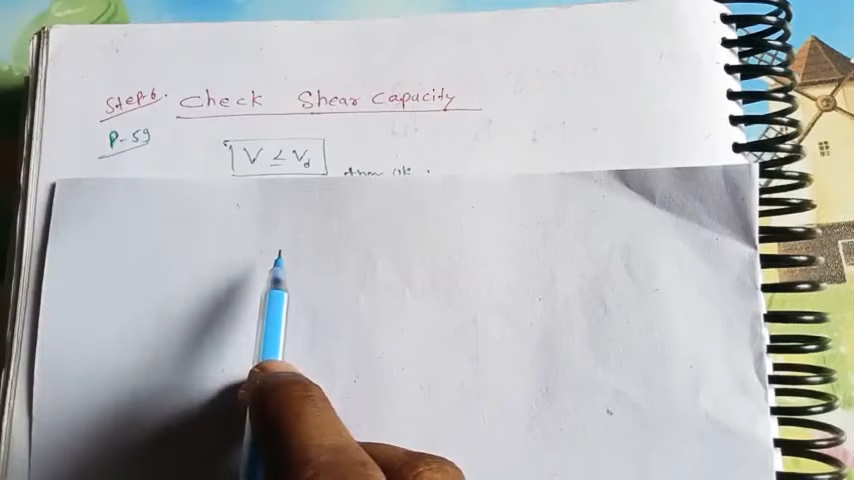 Step-6. Check Shear Capacity
P-59
V ≤ Vd